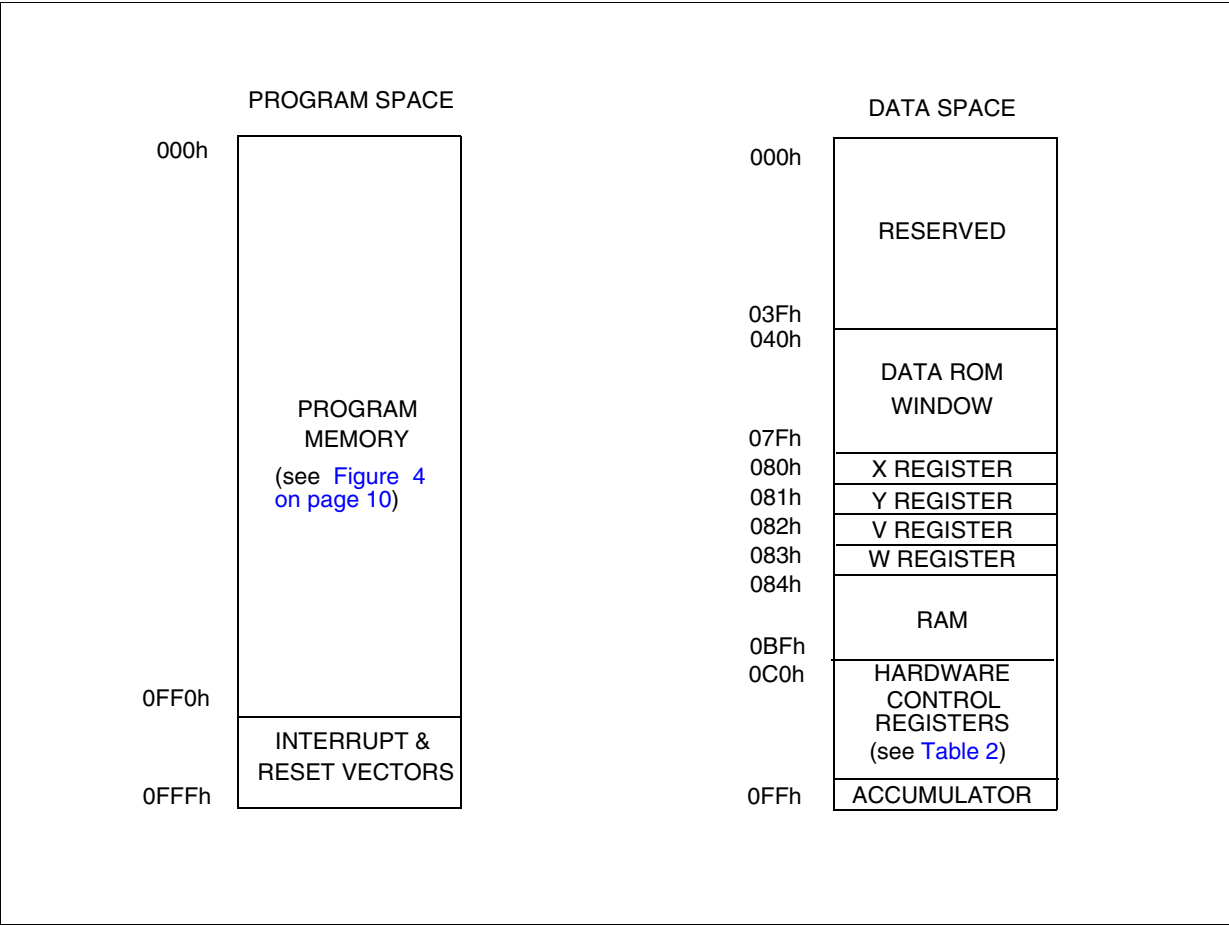 PROGRAM SPACE
000h
PROGRAM
MEMORY
(see Figure 4
on page 10)
0FF0h
INTERRUPT &
RESET VECTORS
0FFFh
DATA SPACE
000h
RESERVED
03Fh
040h
DATA ROM
WINDOW
07Fh
080h X REGISTER
081h Y REGISTER
082h V REGISTER
083h W REGISTER
084h
RAM
0BFh
0C0h HARDWARE
CONTROL
REGISTERS
(see Table 2)
0FFh ACCUMULATOR